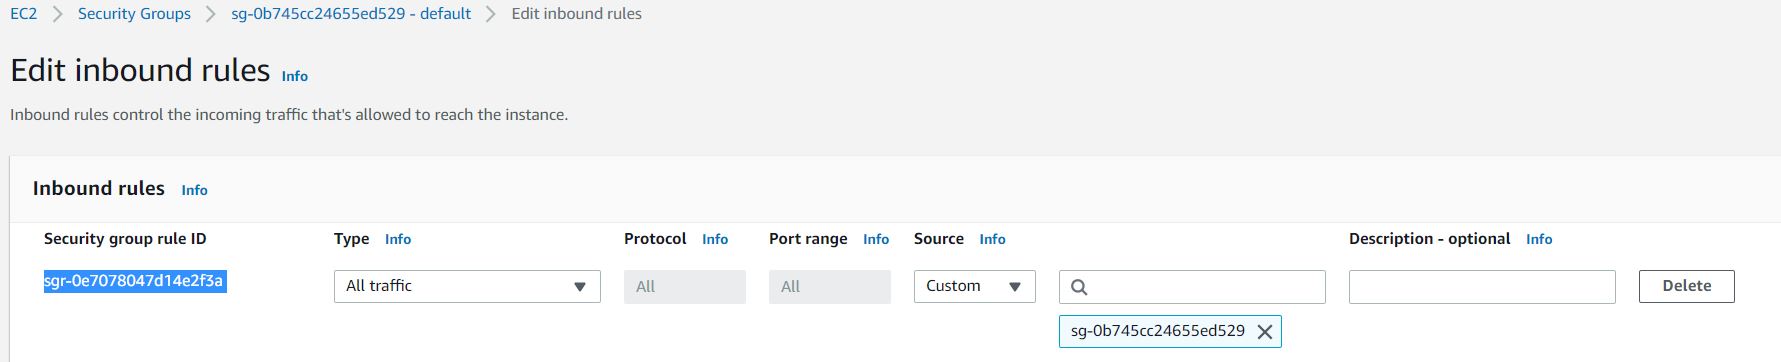 EC2 > Security Groups > sg-0b745cc24655ed529 - default > Edit inbound rules
Edit inbound rules Info
Inbound rules control the incoming traffic that's allowed to reach the instance.
Inbound rules Info
Security group rule ID Type Info Protocol Info Port range Info Source Info Description - optional Info
sgr-0e7078047d14e2f3a All traffic All All Custom Delete
sg-0b745cc24655ed529